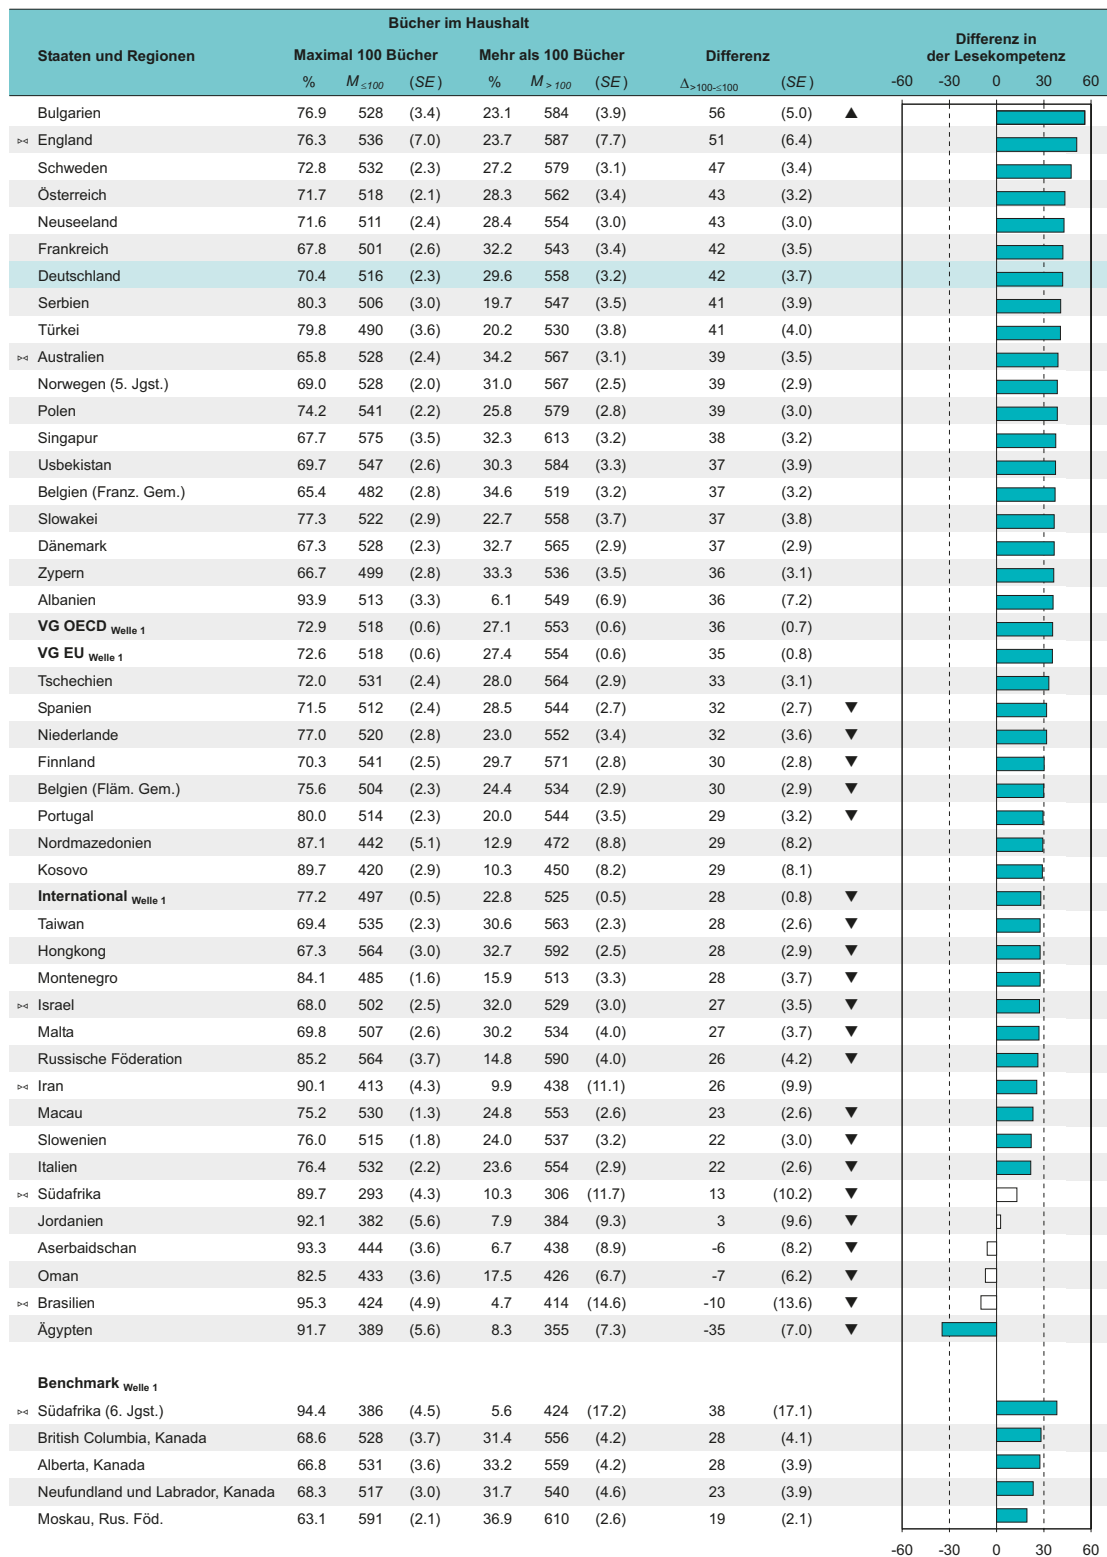 Bücher im Haushalt
Staaten und Regionen Maximal 100 Bücher Mehr als 100 Bücher Differenz Differenz in der Lesekompetenz
% M ≤100 (SE) % M >100 (SE) Δ>100-≤100 (SE) -60 -30 0 30 60
Bulgarien 76.9 528 (3.4) 23.1 584 (3.9) 56 (5.0) ▲
⋈ England 76.3 536 (7.0) 23.7 587 (7.7) 51 (6.4)
Schweden 72.8 532 (2.3) 27.2 579 (3.1) 47 (3.4)
Österreich 71.7 518 (2.1) 28.3 562 (3.4) 43 (3.2)
Neuseeland 71.6 511 (2.4) 28.4 554 (3.0) 43 (3.0)
Frankreich 67.8 501 (2.6) 32.2 543 (3.4) 42 (3.5)
Deutschland 70.4 516 (2.3) 29.6 558 (3.2) 42 (3.7)
Serbien 80.3 506 (3.0) 19.7 547 (3.5) 41 (3.9)
Türkei 79.8 490 (3.6) 20.2 530 (3.8) 41 (4.0)
⋈ Australien 65.8 528 (2.4) 34.2 567 (3.1) 39 (3.5)
Norwegen (5. Jgst.) 69.0 528 (2.0) 31.0 567 (2.5) 39 (2.9)
Polen 74.2 541 (2.2) 25.8 579 (2.8) 39 (3.0)
Singapur 67.7 575 (3.5) 32.3 613 (3.2) 38 (3.2)
Usbekistan 69.7 547 (2.6) 30.3 584 (3.3) 37 (3.9)
Belgien (Franz. Gem.) 65.4 482 (2.8) 34.6 519 (3.2) 37 (3.2)
Slowakei 77.3 522 (2.9) 22.7 558 (3.7) 37 (3.8)
Dänemark 67.3 528 (2.3) 32.7 565 (2.9) 37 (2.9)
Zypern 66.7 499 (2.8) 33.3 536 (3.5) 36 (3.1)
Albanien 93.9 513 (3.3) 6.1 549 (6.9) 36 (7.2)
VG OECD Welle 1 72.9 518 (0.6) 27.1 553 (0.6) 36 (0.7)
VG EU Welle 1 72.6 518 (0.6) 27.4 554 (0.6) 35 (0.8)
Tschechien 72.0 531 (2.4) 28.0 564 (2.9) 33 (3.1)
Spanien 71.5 512 (2.4) 28.5 544 (2.7) 32 (2.7) ▼
Niederlande 77.0 520 (2.8) 23.0 552 (3.4) 32 (3.6) ▼
Finnland 70.3 541 (2.5) 29.7 571 (2.8) 30 (2.8) ▼
Belgien (Fläm. Gem.) 75.6 504 (2.3) 24.4 534 (2.9) 30 (2.9) ▼
Portugal 80.0 514 (2.3) 20.0 544 (3.5) 29 (3.2) ▼
Nordmazedonien 87.1 442 (5.1) 12.9 472 (8.8) 29 (8.2)
Kosovo 89.7 420 (2.9) 10.3 450 (8.2) 29 (8.1)
International Welle 1 77.2 497 (0.5) 22.8 525 (0.5) 28 (0.8) ▼
Taiwan 69.4 535 (2.3) 30.6 563 (2.3) 28 (2.6) ▼
Hongkong 67.3 564 (3.0) 32.7 592 (2.5) 28 (2.9) ▼
Montenegro 84.1 485 (1.6) 15.9 513 (3.3) 28 (3.7) ▼
⋈ Israel 68.0 502 (2.5) 32.0 529 (3.0) 27 (3.5) ▼
Malta 69.8 507 (2.6) 30.2 534 (4.0) 27 (3.7) ▼
Russische Föderation 85.2 564 (3.7) 14.8 590 (4.0) 26 (4.2) ▼
⋈ Iran 90.1 413 (4.3) 9.9 438 (11.1) 26 (9.9)
Macau 75.2 530 (1.3) 24.8 553 (2.6) 23 (2.6) ▼
Slowenien 76.0 515 (1.8) 24.0 537 (3.2) 22 (3.0) ▼
Italien 76.4 532 (2.2) 23.6 554 (2.9) 22 (2.6) ▼
⋈ Südafrika 89.7 293 (4.3) 10.3 306 (11.7) 13 (10.2) ▼
Jordanien 92.1 382 (5.6) 7.9 384 (9.3) 3 (9.6) ▼
Aserbaidschan 93.3 444 (3.6) 6.7 438 (8.9) -6 (8.2) ▼
Oman 82.5 433 (3.6) 17.5 426 (6.7) -7 (6.2) ▼
⋈ Brasilien 95.3 424 (4.9) 4.7 414 (14.6) -10 (13.6) ▼
Ägypten 91.7 389 (5.6) 8.3 355 (7.3) -35 (7.0) ▼
Benchmark Welle 1
⋈ Südafrika (6. Jgst.) 94.4 386 (4.5) 5.6 424 (17.2) 38 (17.1)
British Columbia, Kanada 68.6 528 (3.7) 31.4 556 (4.2) 28 (4.1)
Alberta, Kanada 66.8 531 (3.6) 33.2 559 (4.2) 28 (3.9)
Neufundland und Labrador, Kanada 68.3 517 (3.0) 31.7 540 (4.6) 23 (3.9)
Moskau, Rus. Föd. 63.1 591 (2.1) 36.9 610 (2.6) 19 (2.1)
-60 -30 0 30 60